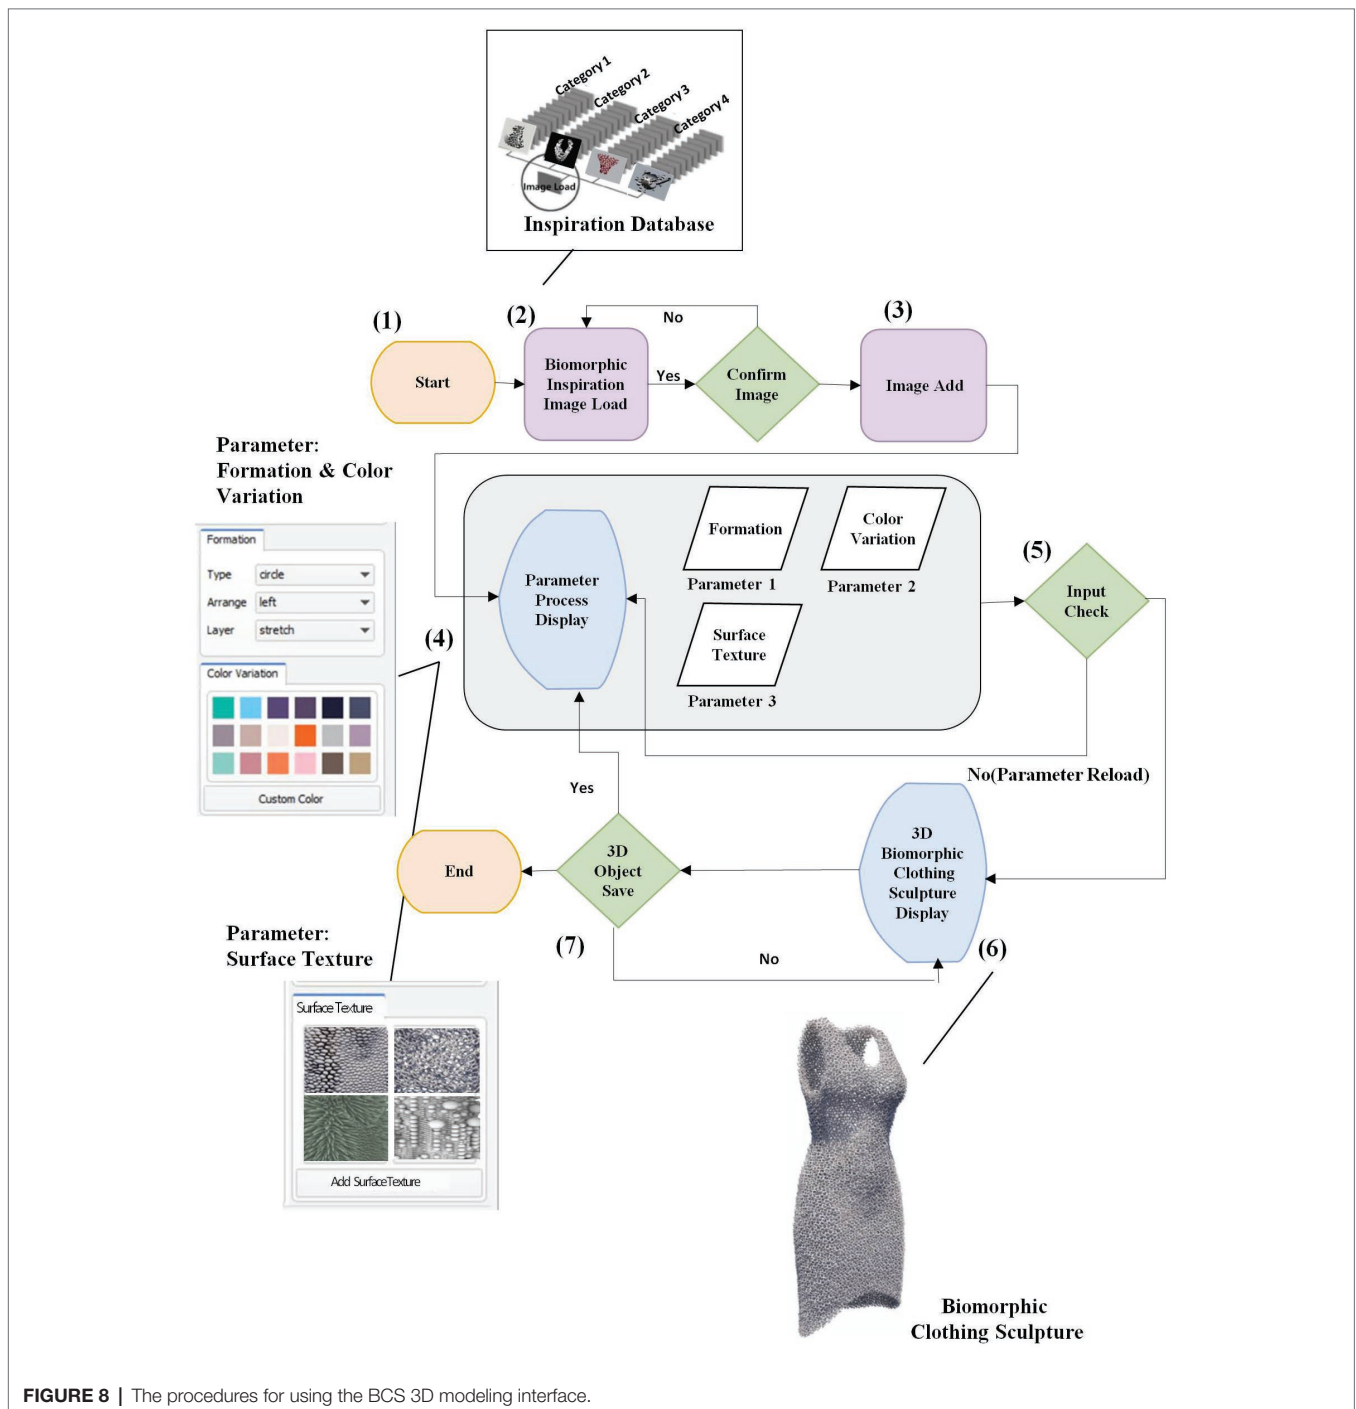 Category 1
Category 2
Category 3
Category 4
Image Load
Inspiration Database
(1)
(2)
(3)
No
Start
Biomorphic
Inspiration
Image Load
Yes
Confirm
Image
Image Add
Parameter:
Formation & Color
Variation
Formation
Type
circle
Arrange
left
Layer
stretch
Color Variation
Custom Color
(4)
Parameter
Process
Display
Formation
Parameter 1
Color
Variation
Parameter 2
Surface
Texture
Parameter 3
(5)
Input
Check
No(Parameter Reload)
Yes
End
3D
Object
Save
3D
Biomorphic
Clothing
Sculpture
Display
(7)
No
(6)
Parameter:
Surface Texture
Surface Texture
Add SurfaceTexture
Biomorphic
Clothing Sculpture
FIGURE 8 | The procedures for using the BCS 3D modeling interface.